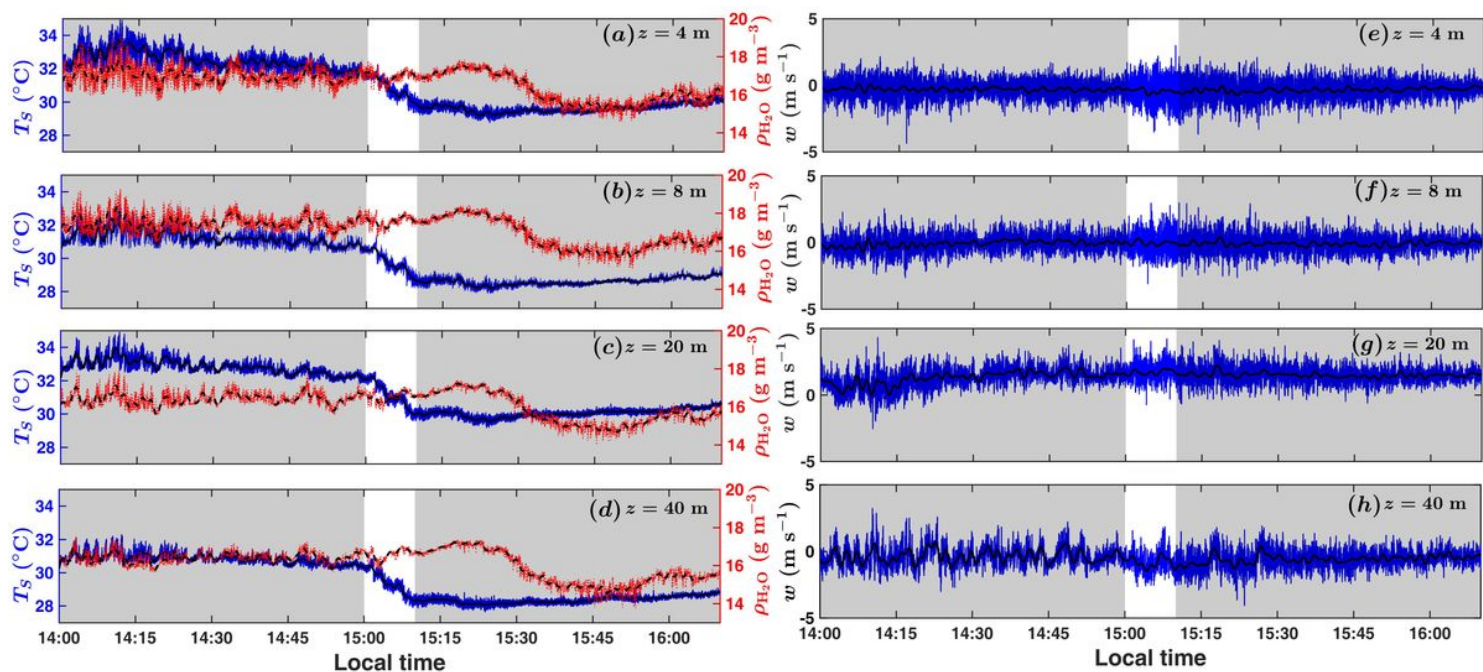 34
32
30
28
T_S (°C)
20
18
16
14
ρ_H₂O (g m⁻³)
(a) z = 4 m
5
0
-5
w (m s⁻¹)
(e) z = 4 m
34
32
30
28
T_S (°C)
20
18
16
14
ρ_H₂O (g m⁻³)
(b) z = 8 m
5
0
-5
w (m s⁻¹)
(f) z = 8 m
34
32
30
28
T_S (°C)
20
18
16
14
ρ_H₂O (g m⁻³)
(c) z = 20 m
5
0
-5
w (m s⁻¹)
(g) z = 20 m
34
32
30
28
T_S (°C)
20
18
16
14
ρ_H₂O (g m⁻³)
(d) z = 40 m
5
0
-5
w (m s⁻¹)
(h) z = 40 m
14:00 14:15 14:30 14:45 15:00 15:15 15:30 15:45 16:00
Local time
14:00 14:15 14:30 14:45 15:00 15:15 15:30 15:45 16:00
Local time